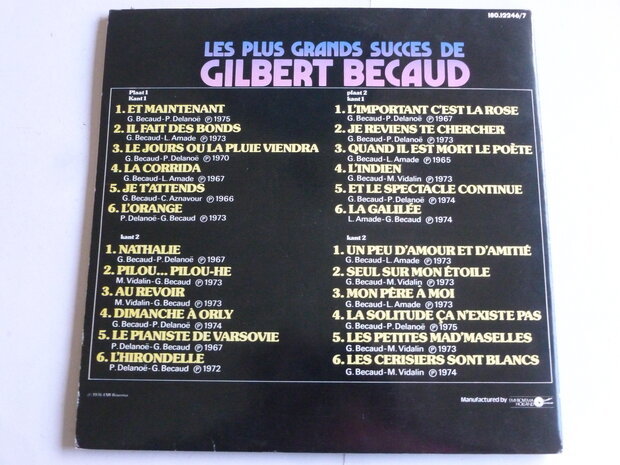 180.12246/7
LES PLUS GRANDS SUCCES DE
GILBERT BECAUD
Plaat 1
Kant 1
1. ET MAINTENANT
G. Becaud-P. Delanoë Ⓟ 1975
2. IL FAIT DES BONDS
G. Becaud-L. Amade Ⓟ 1973
3. LE JOURS OU LA PLUIE VIENDRA
G. Becaud-P. Delanoë Ⓟ 1970
4. LA CORRIDA
G. Becaud-L. Amade Ⓟ 1967
5. JE T'ATTENDS
G. Becaud-C. Aznavour Ⓟ 1966
6. L'ORANGE
P. Delanoë-G. Becaud Ⓟ 1973
kant 2
1. NATHALIE
G. Becaud-P. Delanoë Ⓟ 1967
2. PILOU... PILOU-HE
M. Vidalin-G. Becaud Ⓟ 1973
3. AU REVOIR
M. Vidalin-G. Becaud Ⓟ 1973
4. DIMANCHE À ORLY
G. Becaud-P. Delanoë Ⓟ 1974
5. LE PIANISTE DE VARSOVIE
P. Delanoë-G. Becaud Ⓟ 1967
6. L'HIRONDELLE
P. Delanoë-G. Becaud Ⓟ 1972
plaat 2
kant 1
1. L'IMPORTANT C'EST LA ROSE
G. Becaud-P. Delanoë Ⓟ 1967
2. JE REVIENS TE CHERCHER
G. Becaud-P. Delanoë Ⓟ 1973
3. QUAND IL EST MORT LE POÈTE
G. Becaud-L. Amade Ⓟ 1965
4. L'INDIEN
G. Becaud-M. Vidalin Ⓟ 1973
5. ET LE SPECTACLE CONTINUE
G. Becaud-P. Delanoë Ⓟ 1974
6. LA GALILÉE
L. Amade-G. Becaud Ⓟ 1974
kant 2
1. UN PEU D'AMOUR ET D'AMITIÉ
G. Becaud-L. Amade Ⓟ 1973
2. SEUL SUR MON ÉTOILE
G. Becaud-M. Vidalin Ⓟ 1973
3. MON PÈRE À MOI
G. Becaud-L. Amade Ⓟ 1973
4. LA SOLITUDE ÇA N'EXISTE PAS
G. Becaud-P. Delanoë Ⓟ 1975
5. LES PETITES MAD'MASELLES
G. Becaud-M. Vidalin Ⓟ 1973
6. LES CERISIERS SONT BLANCS
G. Becaud-M. Vidalin Ⓟ 1974
Manufactured by